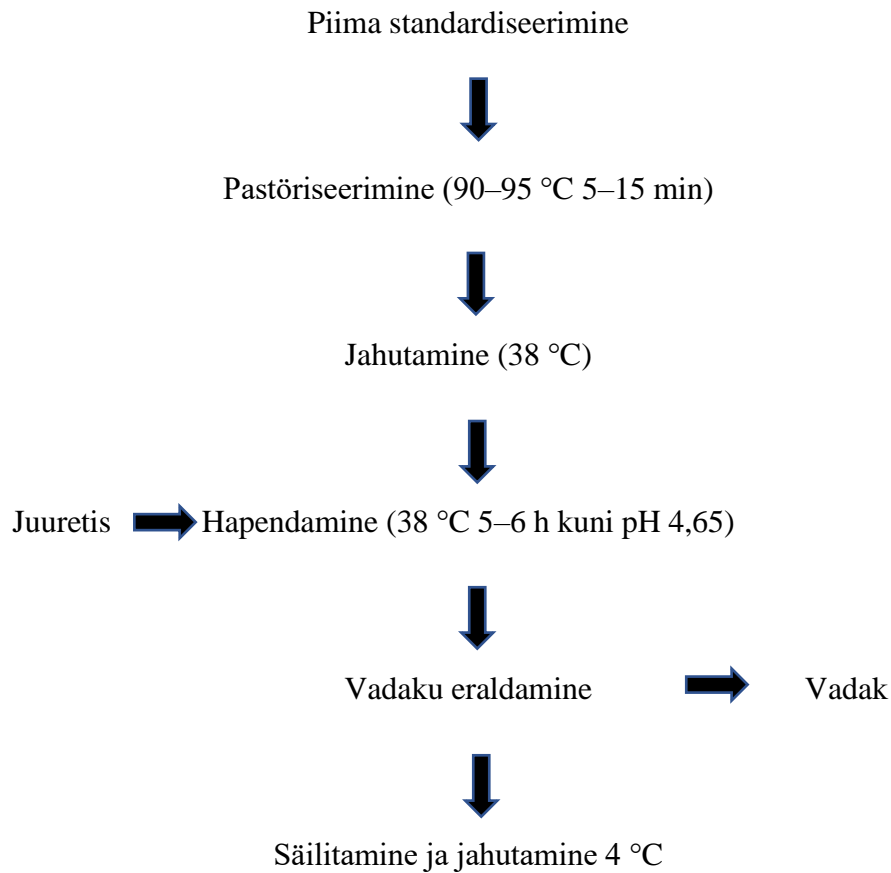 Piima standardiseerimine
Pastöriseerimine (90–95 °C 5–15 min)
Jahutamine (38 °C)
Juuretis Hapendamine (38 °C 5–6 h kuni pH 4,65)
Vadaku eraldamine Vadak
Säilitamine ja jahutamine 4 °C